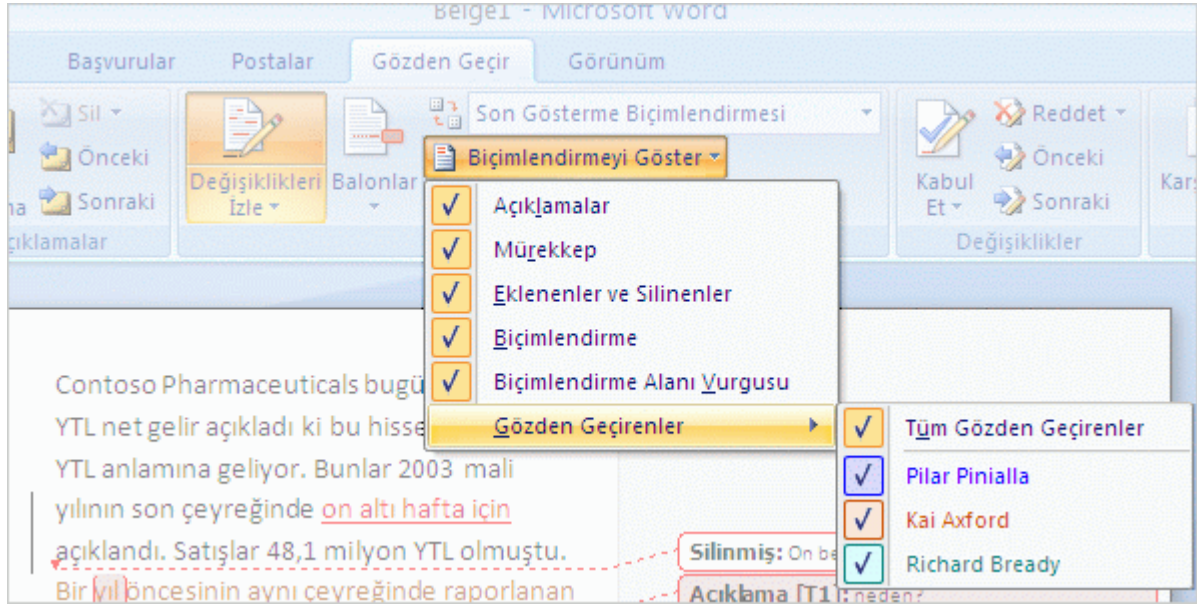 Belge1 - Microsoft Word
Başvurular Postalar Gözden Geçir Görünüm
Sil
Önceki
Sonraki
Değişiklikleri İzle
Balonlar
Son Gösterme Biçimlendirmesi
Biçimlendirmeyi Göster
Kabul Et
Reddet
Önceki
Sonraki
Değişiklikler
Açıklamalar
Mürekkep
Eklenenler ve Silinenler
Biçimlendirme
Biçimlendirme Alanı Vurgusu
Gözden Geçirenler
Tüm Gözden Geçirenler
Pilar Pinialla
Kai Axford
Richard Bready
Contoso Pharmaceuticals
YTL net gelir açıkladı ki bu
YTL anlamına geliyor. Bunlar 2003 mali
yılının son çeyreğinde on altı hafta için
açıklandı. Satışlar 48,1 milyon YTL olmuştu.
Bir yıl öncesinin aynı çeyreğinde raporlanan
Silinmiş: On
Açıklama [T1]: neden?